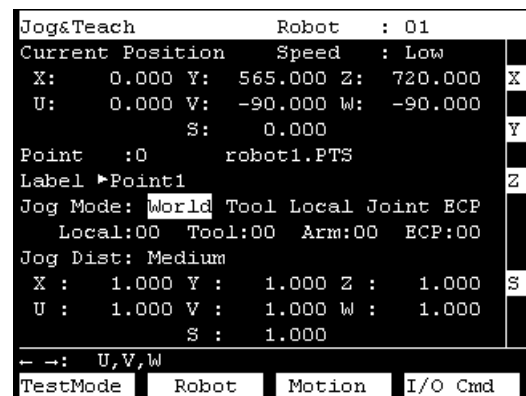 Jog&Teach Robot : 01
Current Position Speed : Low
X: 0.000 Y: 565.000 Z: 720.000 X
U: 0.000 V: -90.000 W: -90.000
S: 0.000 Y
Point :0 robot1.PTS
Label ►Point1 Z
Jog Mode: World Tool Local Joint ECP
Local:00 Tool:00 Arm:00 ECP:00
Jog Dist: Medium
X : 1.000 Y : 1.000 Z : 1.000 S
U : 1.000 V : 1.000 W : 1.000
S : 1.000
← →: U,V,W
TestMode Robot Motion I/O Cmd